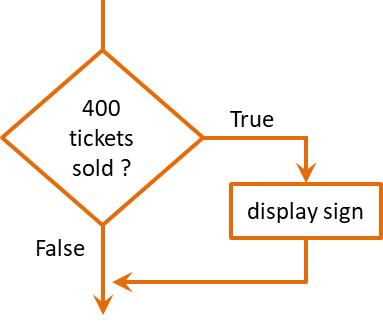 400
tickets
sold ?
True
display sign
False